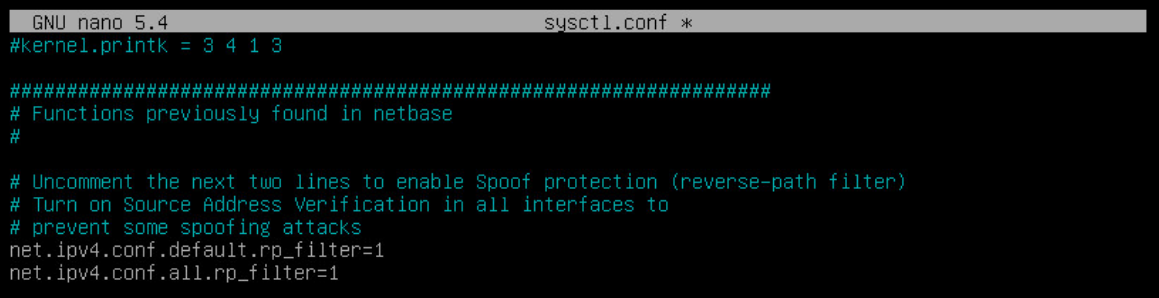 GNU nano 5.4 sysctl.conf *
#kernel.printk = 3 4 1 3
###################################################################
# Functions previously found in netbase
#
# Uncomment the next two lines to enable Spoof protection (reverse-path filter)
# Turn on Source Address Verification in all interfaces to
# prevent some spoofing attacks
net.ipv4.conf.default.rp_filter=1
net.ipv4.conf.all.rp_filter=1